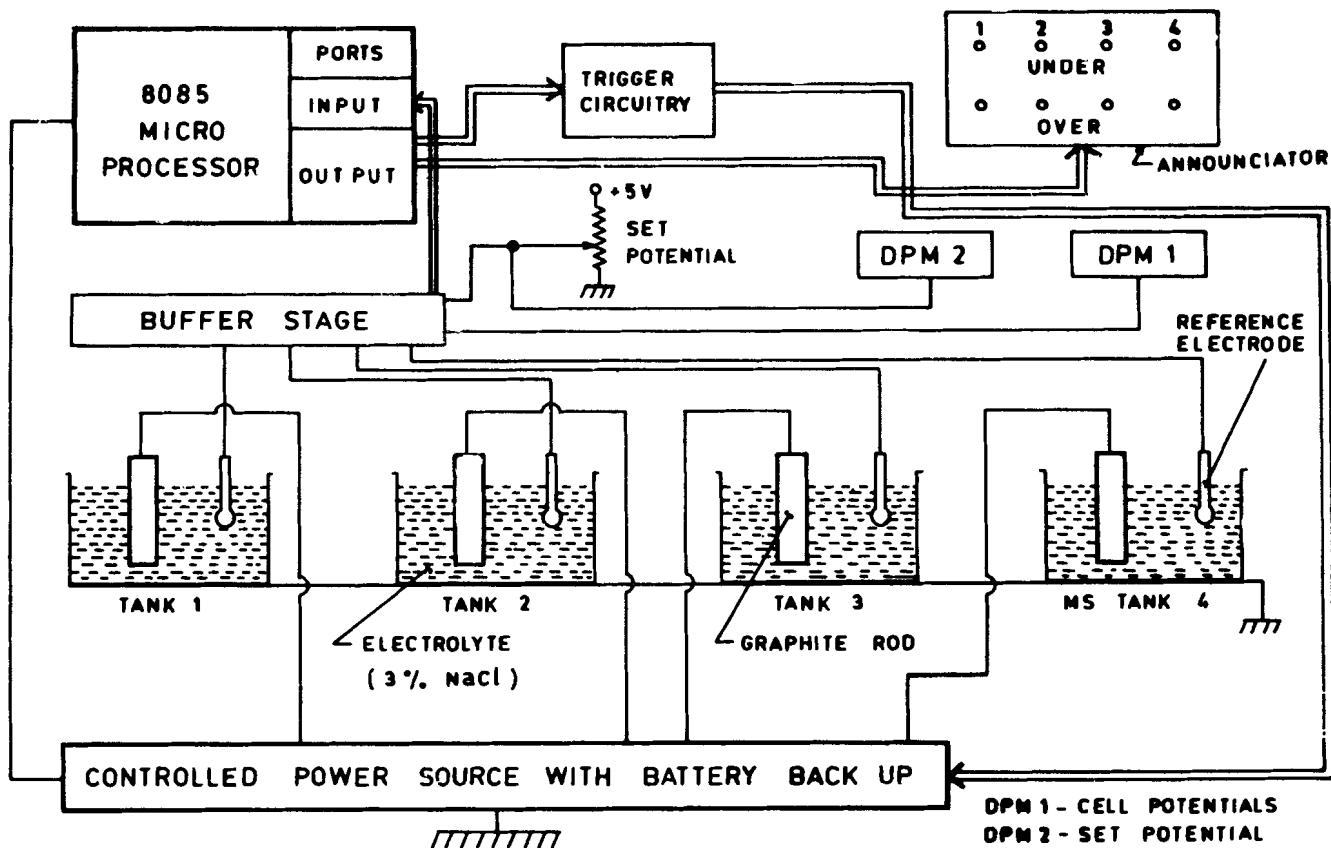 8085
MICRO
PROCESSOR
PORTS
INPUT
OUTPUT
TRIGGER
CIRCUITRY
1 2 3 4
UNDER
OVER
ANNOUNCIATOR
+5V
SET
POTENTIAL
DPM 2
DPM 1
BUFFER STAGE
REFERENCE
ELECTRODE
TANK 1
TANK 2
TANK 3
MS TANK 4
ELECTROLYTE
(3% NaCl)
GRAPHITE ROD
CONTROLLED POWER SOURCE WITH BATTERY BACK UP
DPM 1 - CELL POTENTIALS
DPM 2 - SET POTENTIAL